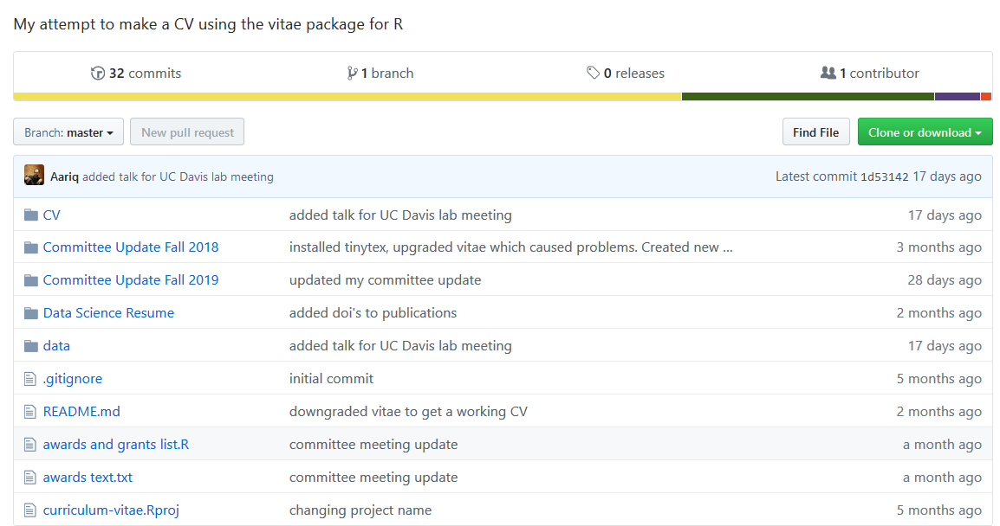 My attempt to make a CV using the vitae package for R
32 commits 1 branch 0 releases 1 contributor
Branch: master New pull request Find File Clone or download
Aariq added talk for UC Davis lab meeting Latest commit 1d53142 17 days ago
CV added talk for UC Davis lab meeting 17 days ago
Committee Update Fall 2018 installed tinytex, upgraded vitae which caused problems. Created new ... 3 months ago
Committee Update Fall 2019 updated my committee update 28 days ago
Data Science Resume added doi's to publications 2 months ago
data added talk for UC Davis lab meeting 17 days ago
.gitignore initial commit 5 months ago
README.md downgraded vitae to get a working CV 2 months ago
awards and grants list.R committee meeting update a month ago
awards text.txt committee meeting update a month ago
curriculum-vitae.Rproj changing project name 5 months ago